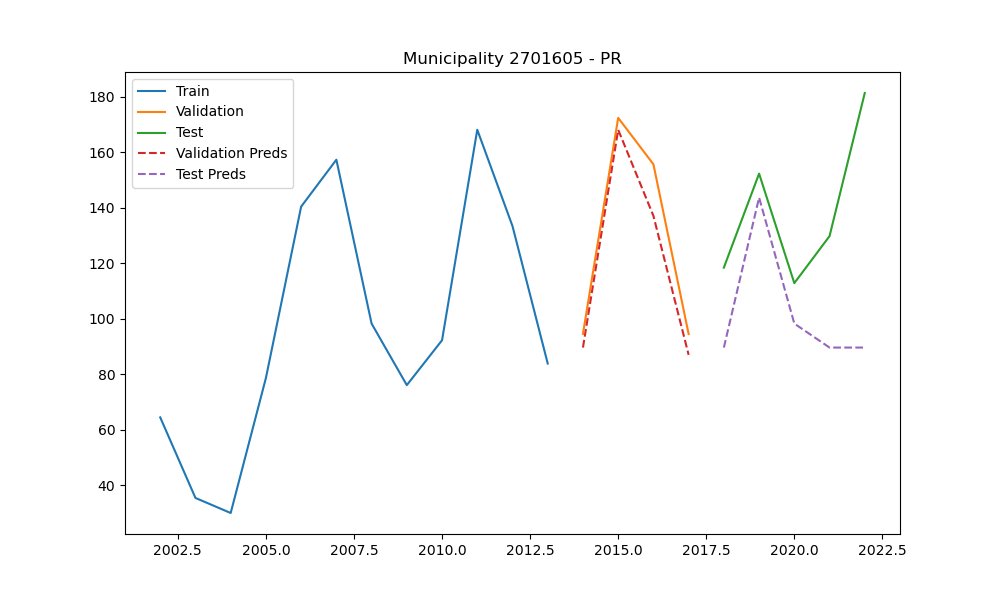 Municipality 2701605 - PR
Train
Validation
Test
Validation Preds
Test Preds
180
160
140
120
100
80
60
40
2002.5 2005.0 2007.5 2010.0 2012.5 2015.0 2017.5 2020.0 2022.5